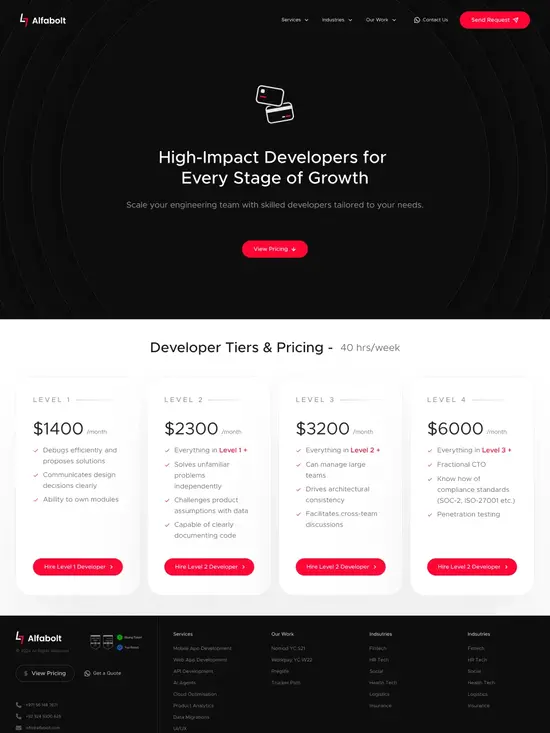 Alfabolt
Services Industries Our Work Contact Us Send Request
High-Impact Developers for
Every Stage of Growth
Scale your engineering team with skilled developers tailored to your needs.
View Pricing
Developer Tiers & Pricing - 40 hrs/week
LEVEL 1
$1400 /month
Debugs efficiently and
proposes solutions
Communicates design
decisions clearly
Ability to own modules
Hire Level 1 Developer
LEVEL 2
$2300 /month
Everything in Level 1 +
Solves unfamiliar
problems
independently
Challenges product
assumptions with data
Capable of clearly
documenting code
Hire Level 2 Developer
LEVEL 3
$3200 /month
Everything in Level 2 +
Can manage large
teams
Drives architectural
consistency
Facilitates cross-team
discussions
Hire Level 2 Developer
LEVEL 4
$6000 /month
Everything in Level 3 +
Fractional CTO
Know how of
compliance standards
(SOC-2, ISO-27001 etc.)
Penetration testing
Hire Level 2 Developer
Alfabolt
View Pricing
Get a Quote
info@alfabolt.com
Services
Mobile App Development
Web App Development
API Development
AI Agents
Cloud Optimisation
Product Analytics
Data Migrations
UI/UX
Our Work
Nomod YC S21
Weblojoy YC W22
Preglife
Trucker Path
Industries
Fintech
HR Tech
Social
Health Tech
Logistics
Insurance
Industries
Fintech
HR Tech
Social
Health Tech
Logistics
Insurance